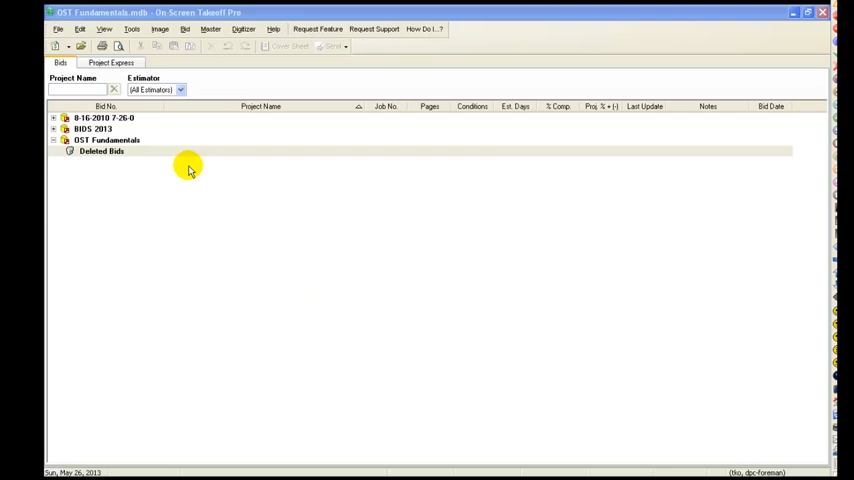 OST Fundamentals.mdb - On-Screen Takeoff Pro
File Edit View Tools Image Bid Master Digitizer Help Request Feature Request Support How Do I...?
Cover Sheet Send
Bids Project Express
Project Name Estimator
(All Estimators)
Bid No. Project Name Job No. Pages Conditions Est. Days % Comp. Proj. % + (-) Last Update Notes Bid Date
8-16-2010 7-26-0
BIDS 2013
OST Fundamentals
Deleted Bids
Sun, May 26, 2013 (tko, dpc-foreman)